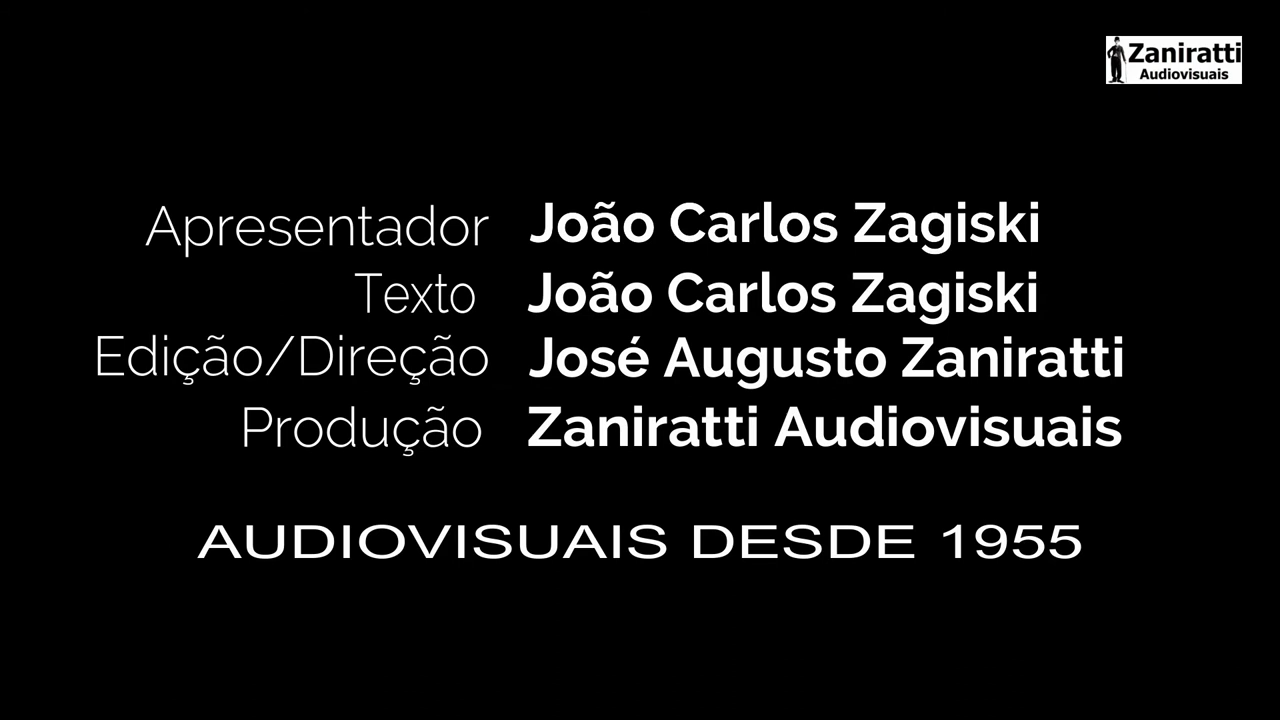 Zaniratti
Audiovisuais
Apresentador João Carlos Zagiski
Texto João Carlos Zagiski
Edição/Direção José Augusto Zaniratti
Produção Zaniratti Audiovisuais
AUDIOVISUAIS DESDE 1955